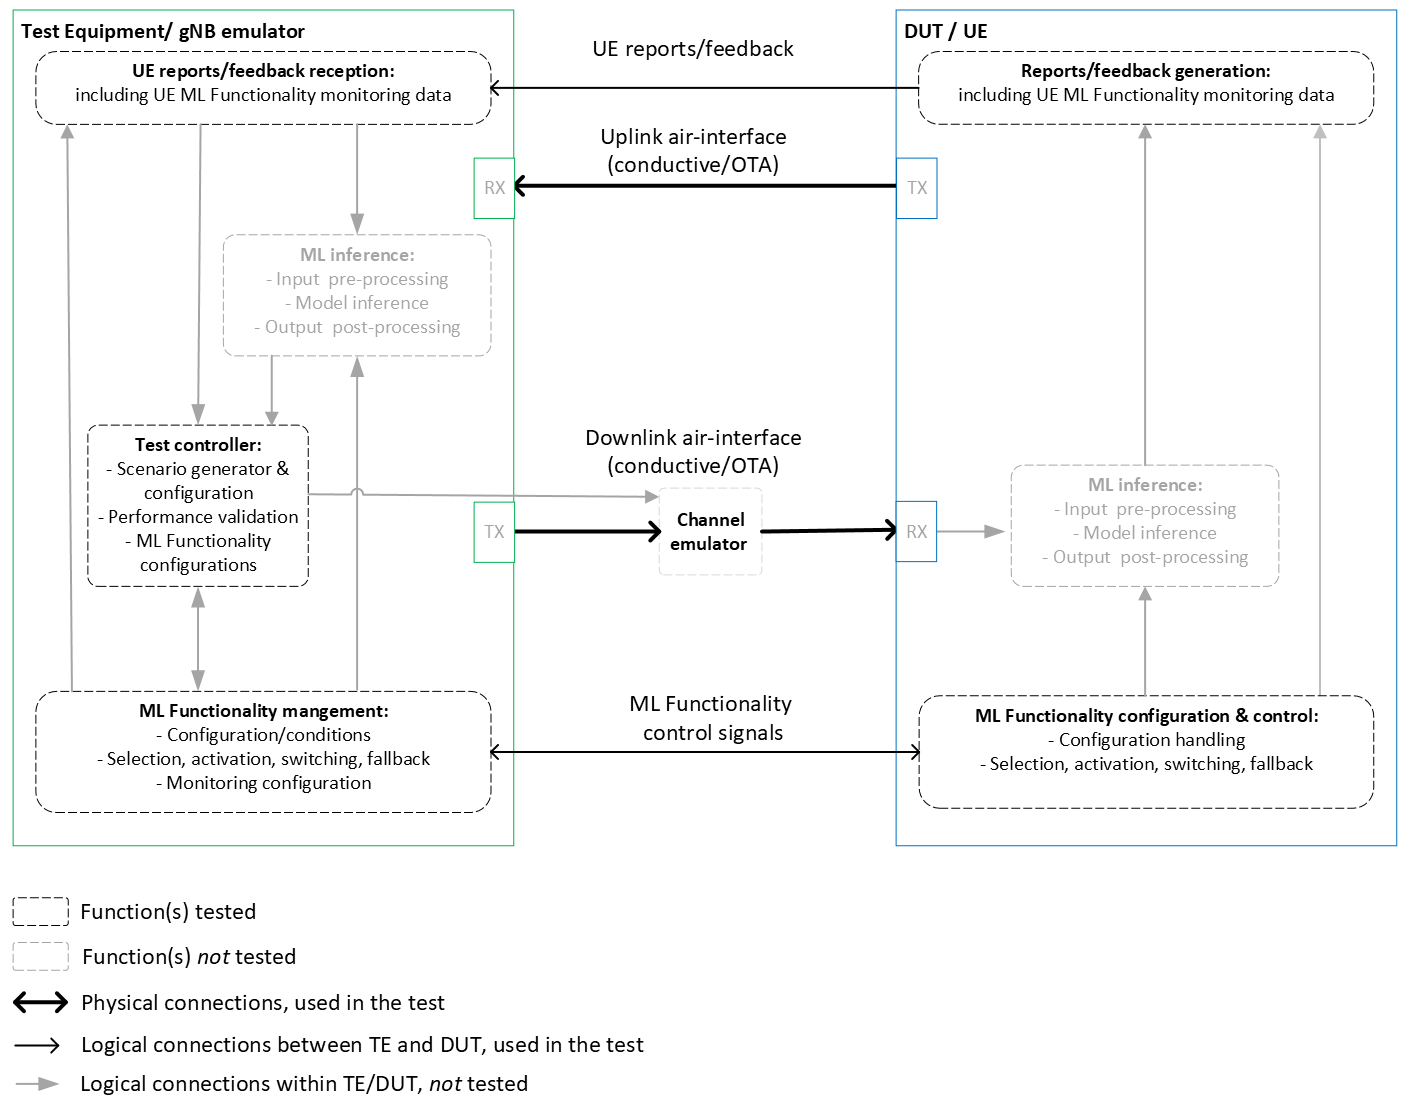 Test Equipment/ gNB emulator
UE reports/feedback reception:
including UE ML Functionality monitoring data
UE reports/feedback
DUT / UE
Reports/feedback generation:
including UE ML Functionality monitoring data
Uplink air-interface
(conductive/OTA)
RX
TX
ML inference:
- Input pre-processing
- Model inference
- Output post-processing
Test controller:
- Scenario generator &
configuration
- Performance validation
- ML Functionality
configurations
Downlink air-interface
(conductive/OTA)
TX
Channel
emulator
RX
ML inference:
- Input pre-processing
- Model inference
- Output post-processing
ML Functionality mangement:
- Configuration/conditions
- Selection, activation, switching, fallback
- Monitoring configuration
ML Functionality
control signals
ML Functionality configuration & control:
- Configuration handling
- Selection, activation, switching, fallback
Function(s) tested
Function(s) not tested
Physical connections, used in the test
Logical connections between TE and DUT, used in the test
Logical connections within TE/DUT, not tested